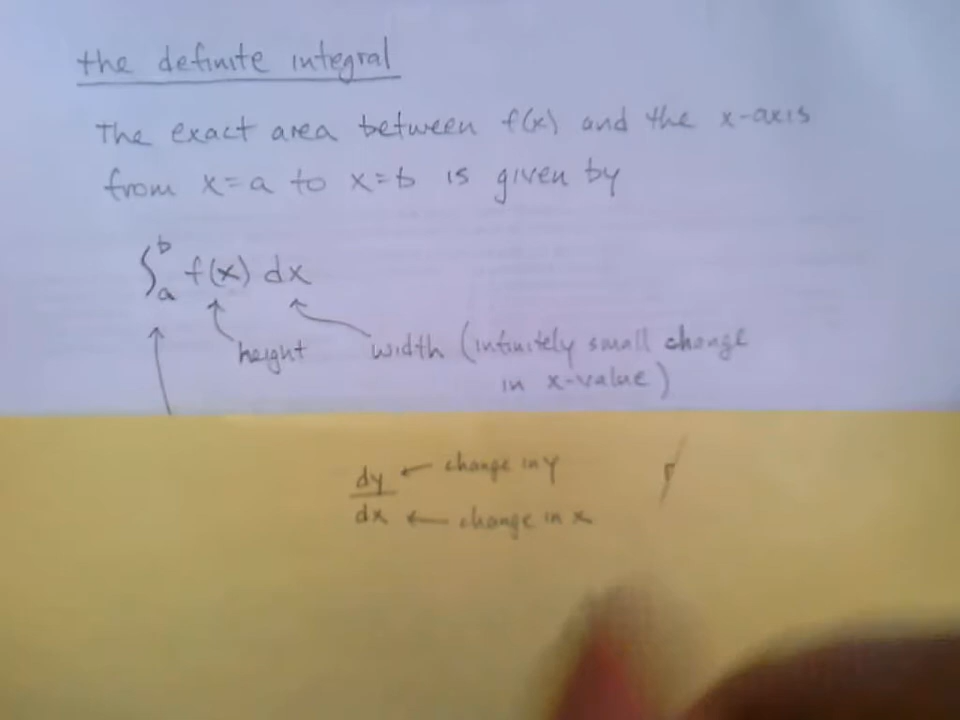 the definite integral
The exact area between f(x) and the x-axis
from x=a to x=b is given by
∫_a^b f(x) dx
height
width (infinitely small change
in x-value)
dy ← change in y
dx ← change in x